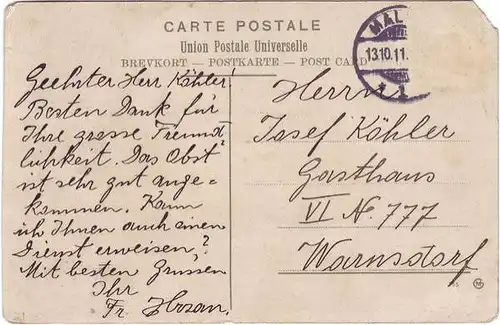 CARTE POSTALE
Union Postale Universelle
BREVKORT — POSTKARTE — POST CARD
MAL
13.10.11.
Geehrter Herr Köhler
Besten Dank für
Ihre grosse Freund
lichkeit. Das Obst
ist sehr gut ange=
kommen. Kann
ich Ihnen auch einen
Dienst erweisen?
Mit besten Grüssen
Ihr
Fr.
Herrn
Josef Köhler
Gasthaus
VI Nr. 777
Warnsdorf